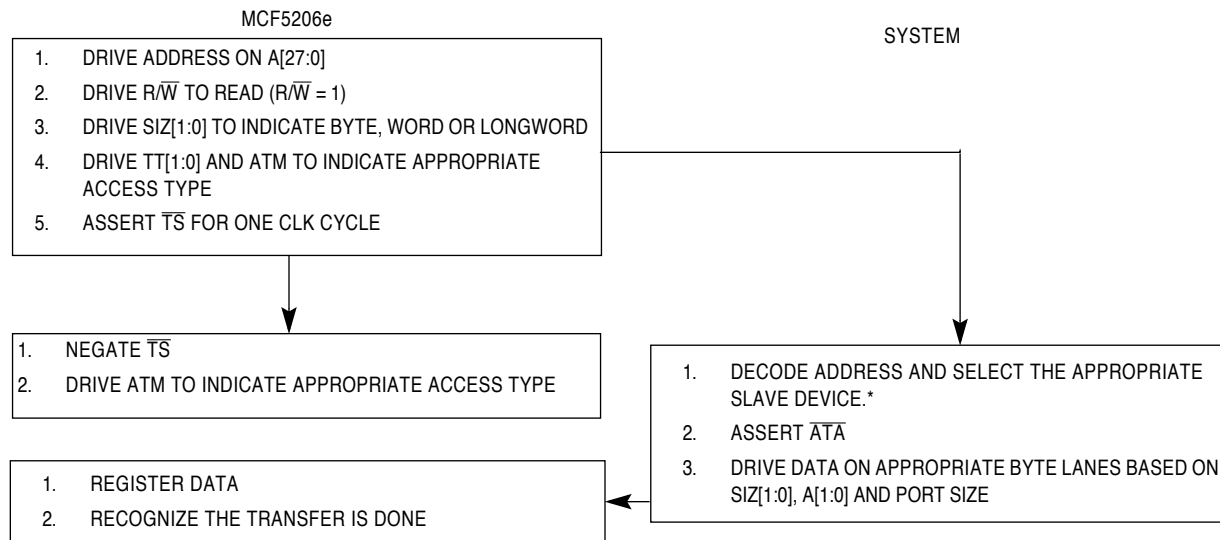 MCF5206e
SYSTEM
1. DRIVE ADDRESS ON A[27:0]
2. DRIVE R/W̅ TO READ (R/W̅ = 1)
3. DRIVE SIZ[1:0] TO INDICATE BYTE, WORD OR LONGWORD
4. DRIVE TT[1:0] AND ATM TO INDICATE APPROPRIATE
ACCESS TYPE
5. ASSERT T̅S̅ FOR ONE CLK CYCLE
1. NEGATE T̅S̅
2. DRIVE ATM TO INDICATE APPROPRIATE ACCESS TYPE
1. DECODE ADDRESS AND SELECT THE APPROPRIATE
SLAVE DEVICE.*
2. ASSERT A̅T̅A̅
3. DRIVE DATA ON APPROPRIATE BYTE LANES BASED ON
SIZ[1:0], A[1:0] AND PORT SIZE
1. REGISTER DATA
2. RECOGNIZE THE TRANSFER IS DONE